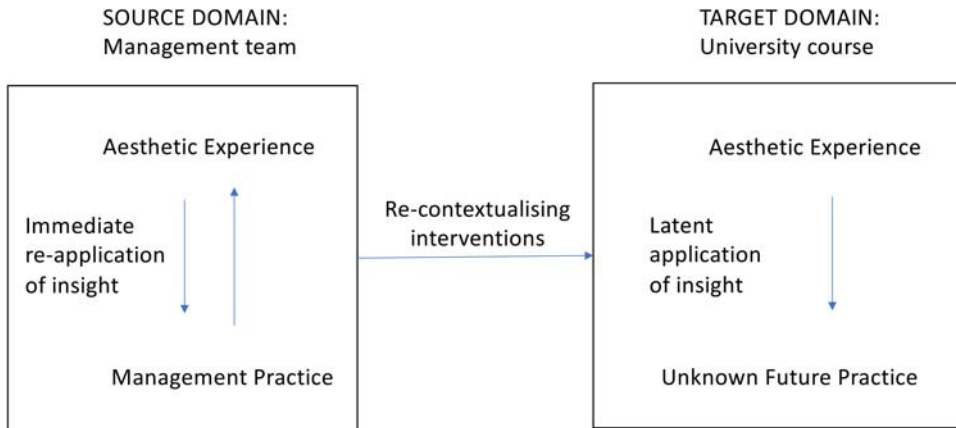 SOURCE DOMAIN:
Management team
TARGET DOMAIN:
University course
Aesthetic Experience
Immediate
re-application
of insight
Management Practice
Re-contextualising
interventions
Aesthetic Experience
Latent
application
of insight
Unknown Future Practice